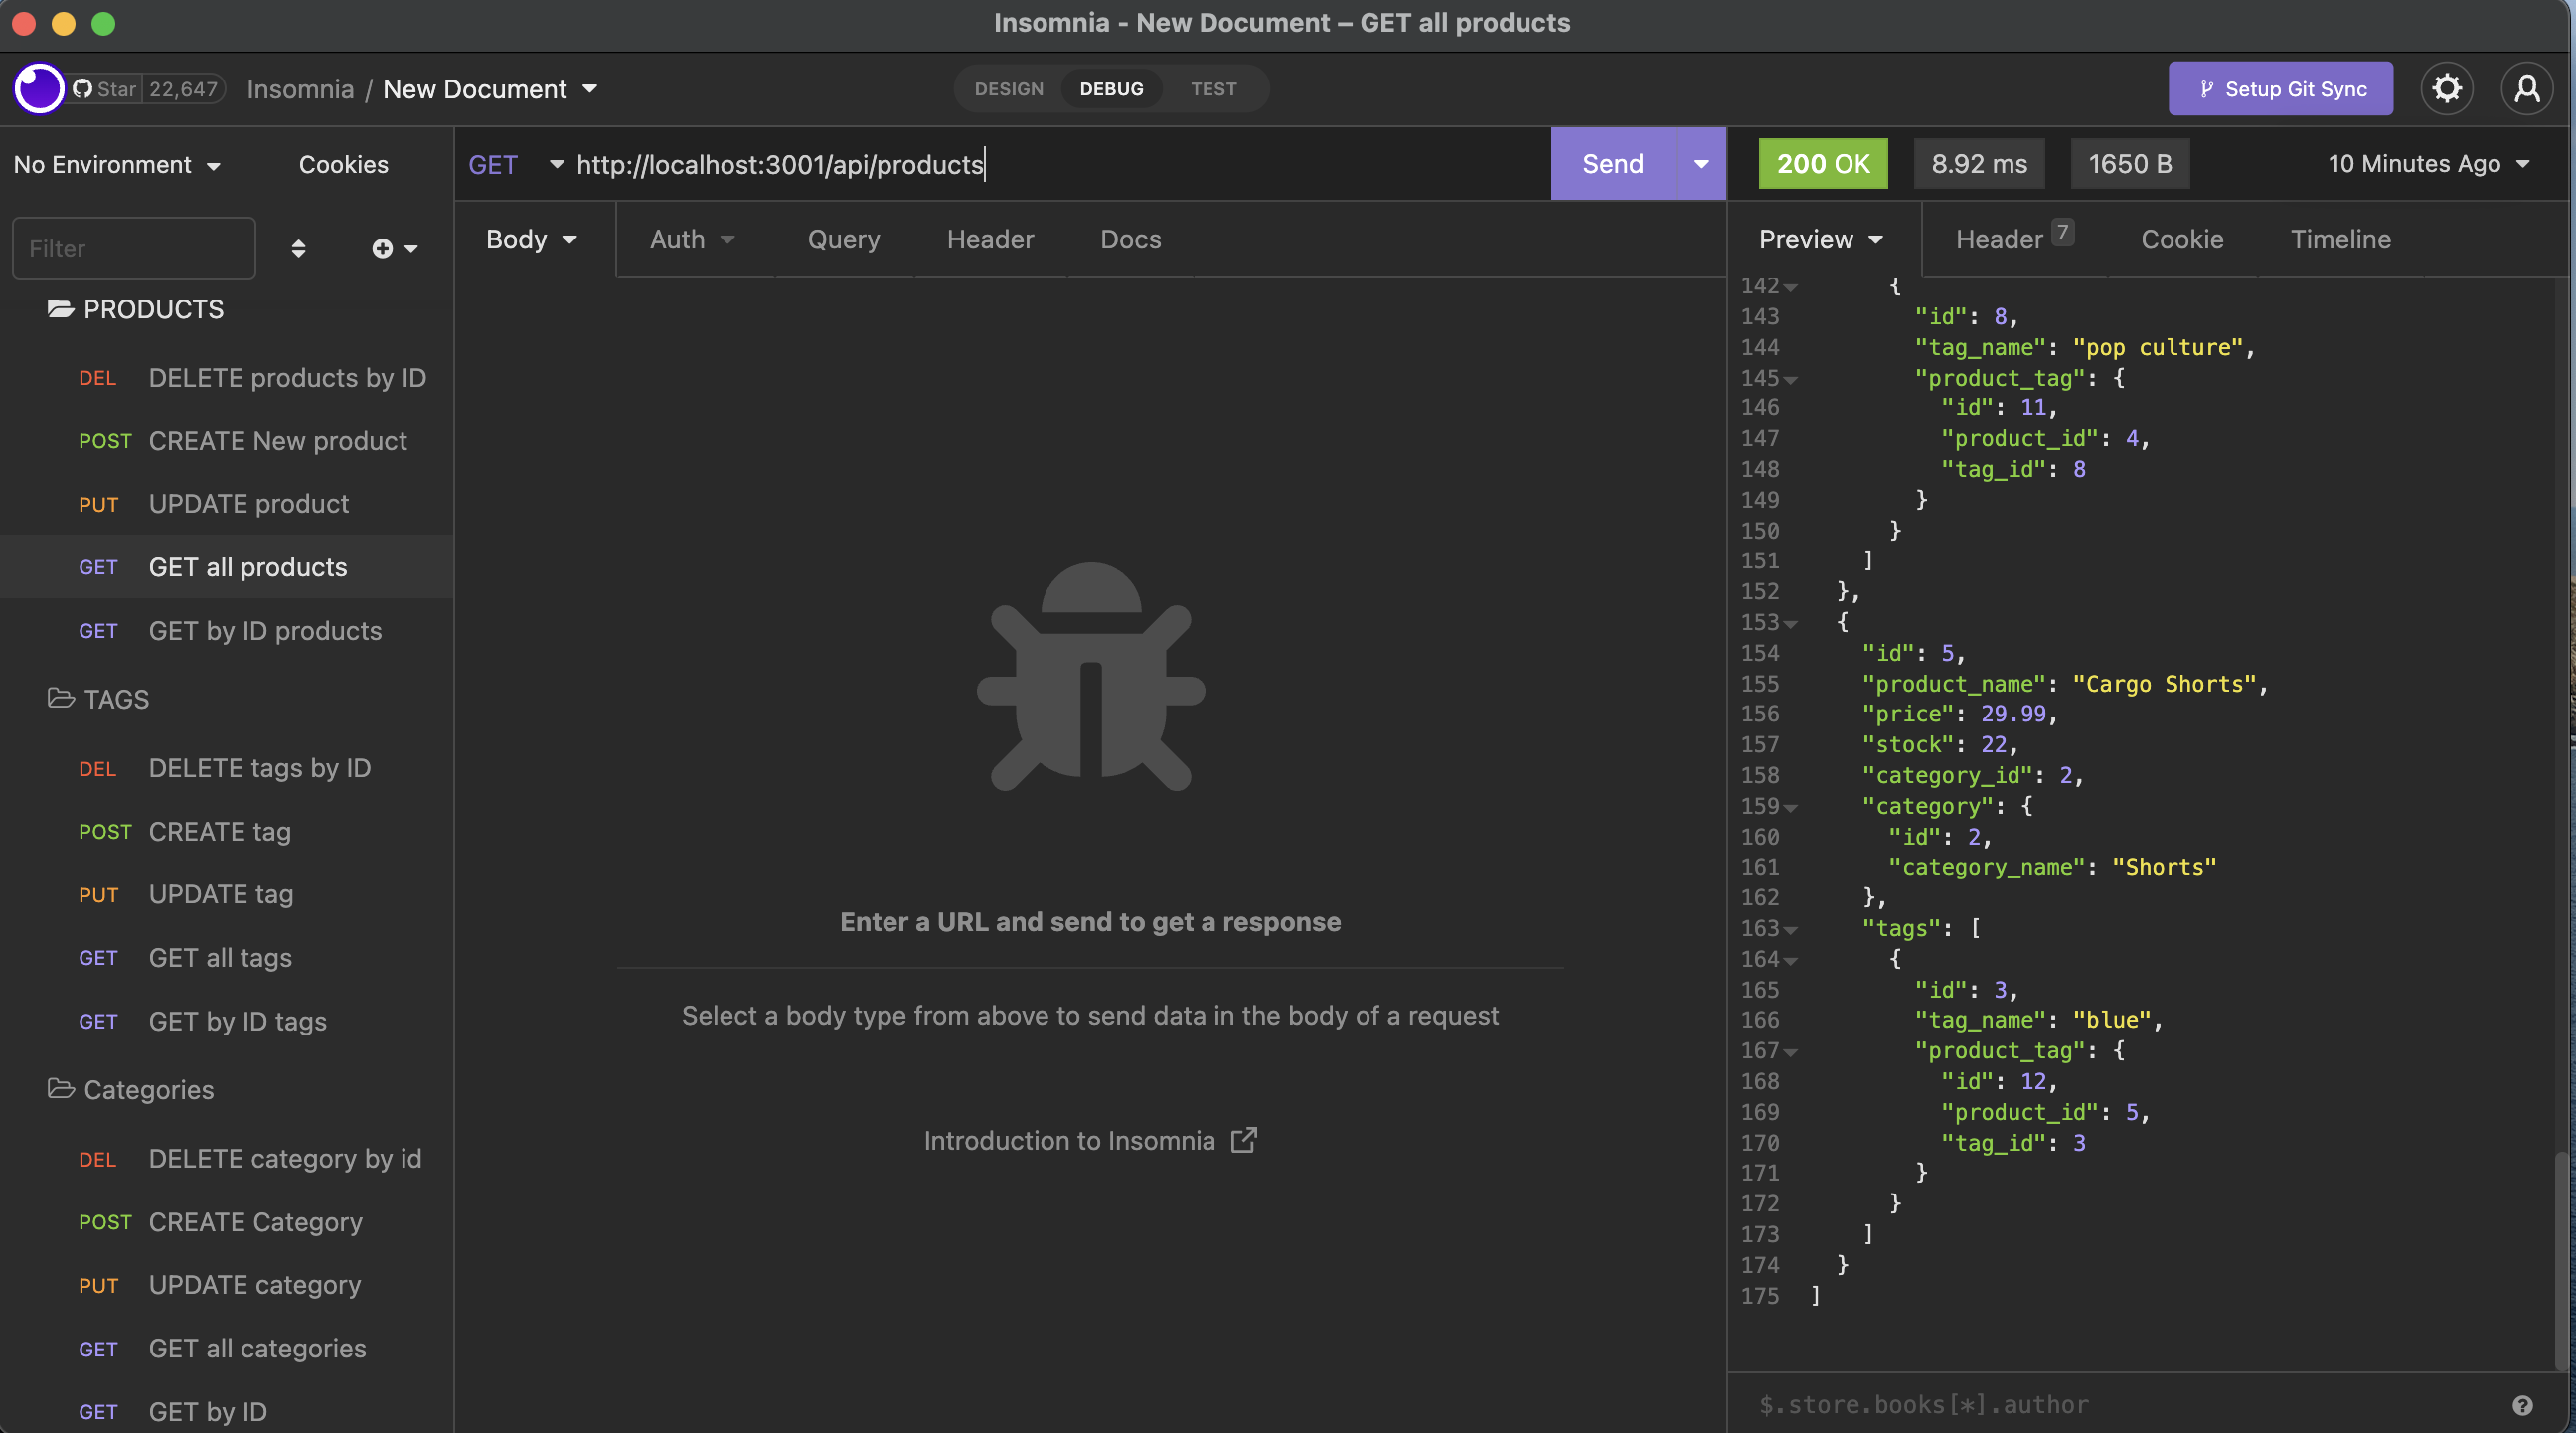 Insomnia - New Document – GET all products
Star 22,647 Insomnia / New Document
DESIGN DEBUG TEST
Setup Git Sync
No Environment Cookies
Filter
PRODUCTS
DEL DELETE products by ID
POST CREATE New product
PUT UPDATE product
GET GET all products
GET GET by ID products
TAGS
DEL DELETE tags by ID
POST CREATE tag
PUT UPDATE tag
GET GET all tags
GET GET by ID tags
Categories
DEL DELETE category by id
POST CREATE Category
PUT UPDATE category
GET GET all categories
GET GET by ID
GET http://localhost:3001/api/products
Send
Body Auth Query Header Docs
Enter a URL and send to get a response
Select a body type from above to send data in the body of a request
Introduction to Insomnia
200 OK 8.92 ms 1650 B 10 Minutes Ago
Preview Header 7 Cookie Timeline
142 {
143 "id": 8,
144 "tag_name": "pop culture",
145 "product_tag": {
146 "id": 11,
147 "product_id": 4,
148 "tag_id": 8
149 }
150 }
151 ]
152 },
153 {
154 "id": 5,
155 "product_name": "Cargo Shorts",
156 "price": 29.99,
157 "stock": 22,
158 "category_id": 2,
159 "category": {
160 "id": 2,
161 "category_name": "Shorts"
162 },
163 "tags": [
164 {
165 "id": 3,
166 "tag_name": "blue",
167 "product_tag": {
168 "id": 12,
169 "product_id": 5,
170 "tag_id": 3
171 }
172 }
173 ]
174 }
175 ]
$.store.books[*].author